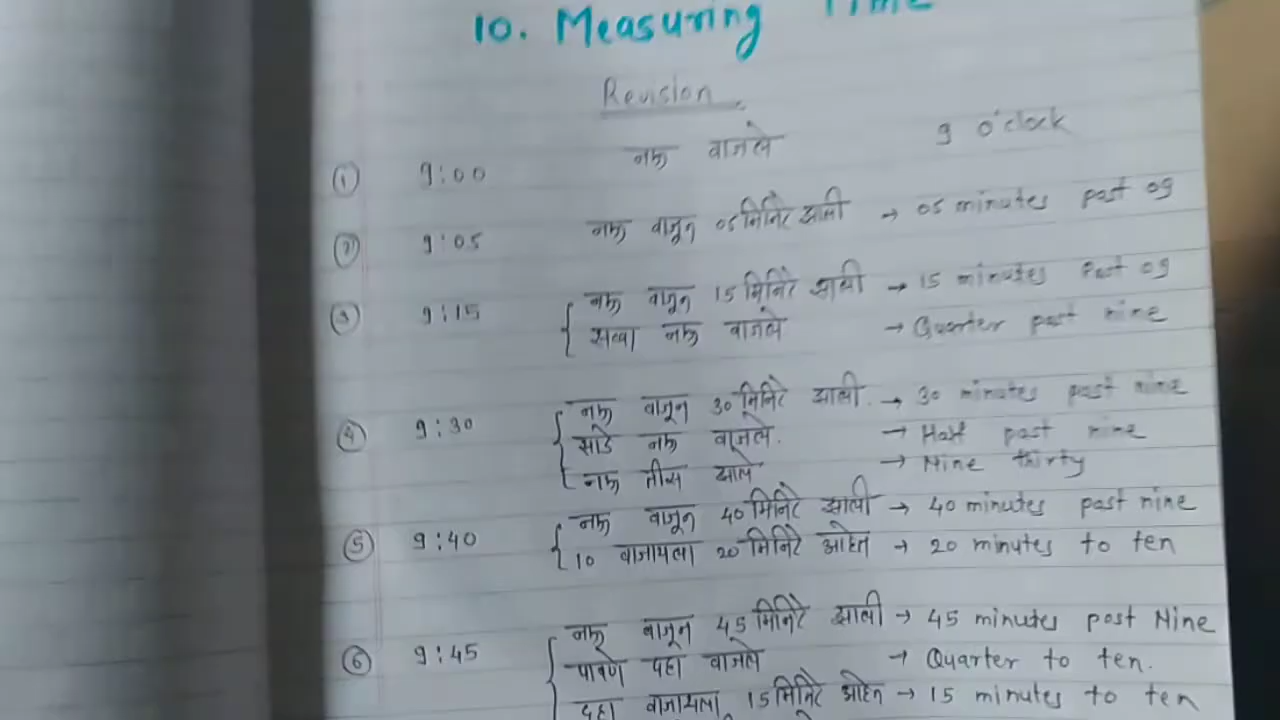 10. Measuring Time
Revision
① 9:00 नऊ वाजले 9 o'clock
② 9:05 नऊ वाजून 05 मिनिटे झाली → 05 minutes past 09
③ 9:15 { नऊ वाजून 15 मिनिटे झाली → 15 minutes Past 09
सव्वा नऊ वाजले → Quarter past nine
④ 9:30 { नऊ वाजून 30 मिनिटे झाली. → 30 minutes past nine
साडे नऊ वाजले. → Half past nine
नऊ तीस झाले → Nine thirty
⑤ 9:40 { नऊ वाजून 40 मिनिटे झाली → 40 minutes past nine
10 वाजायला 20 मिनिटे आहेत → 20 minutes to ten
⑥ 9:45 { नऊ वाजून 45 मिनिटे झाली → 45 minutes past Nine
पावणे दहा वाजले → Quarter to ten.
दहा वाजायला 15 मिनिटे आहेत → 15 minutes to ten